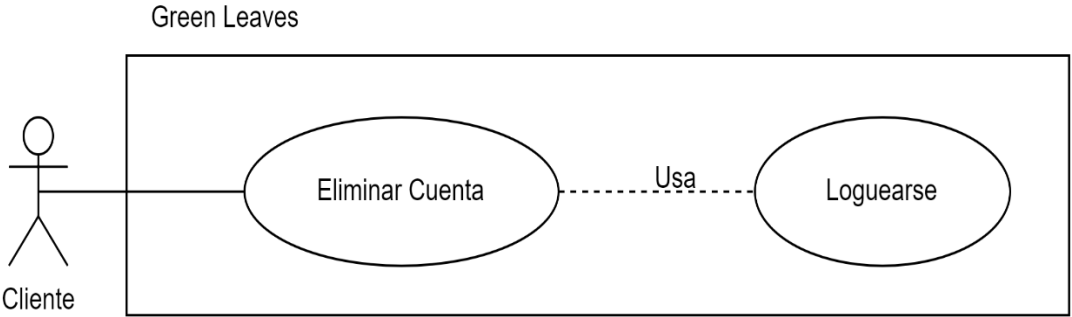 Green Leaves
Eliminar Cuenta
Usa
Loguearse
Cliente